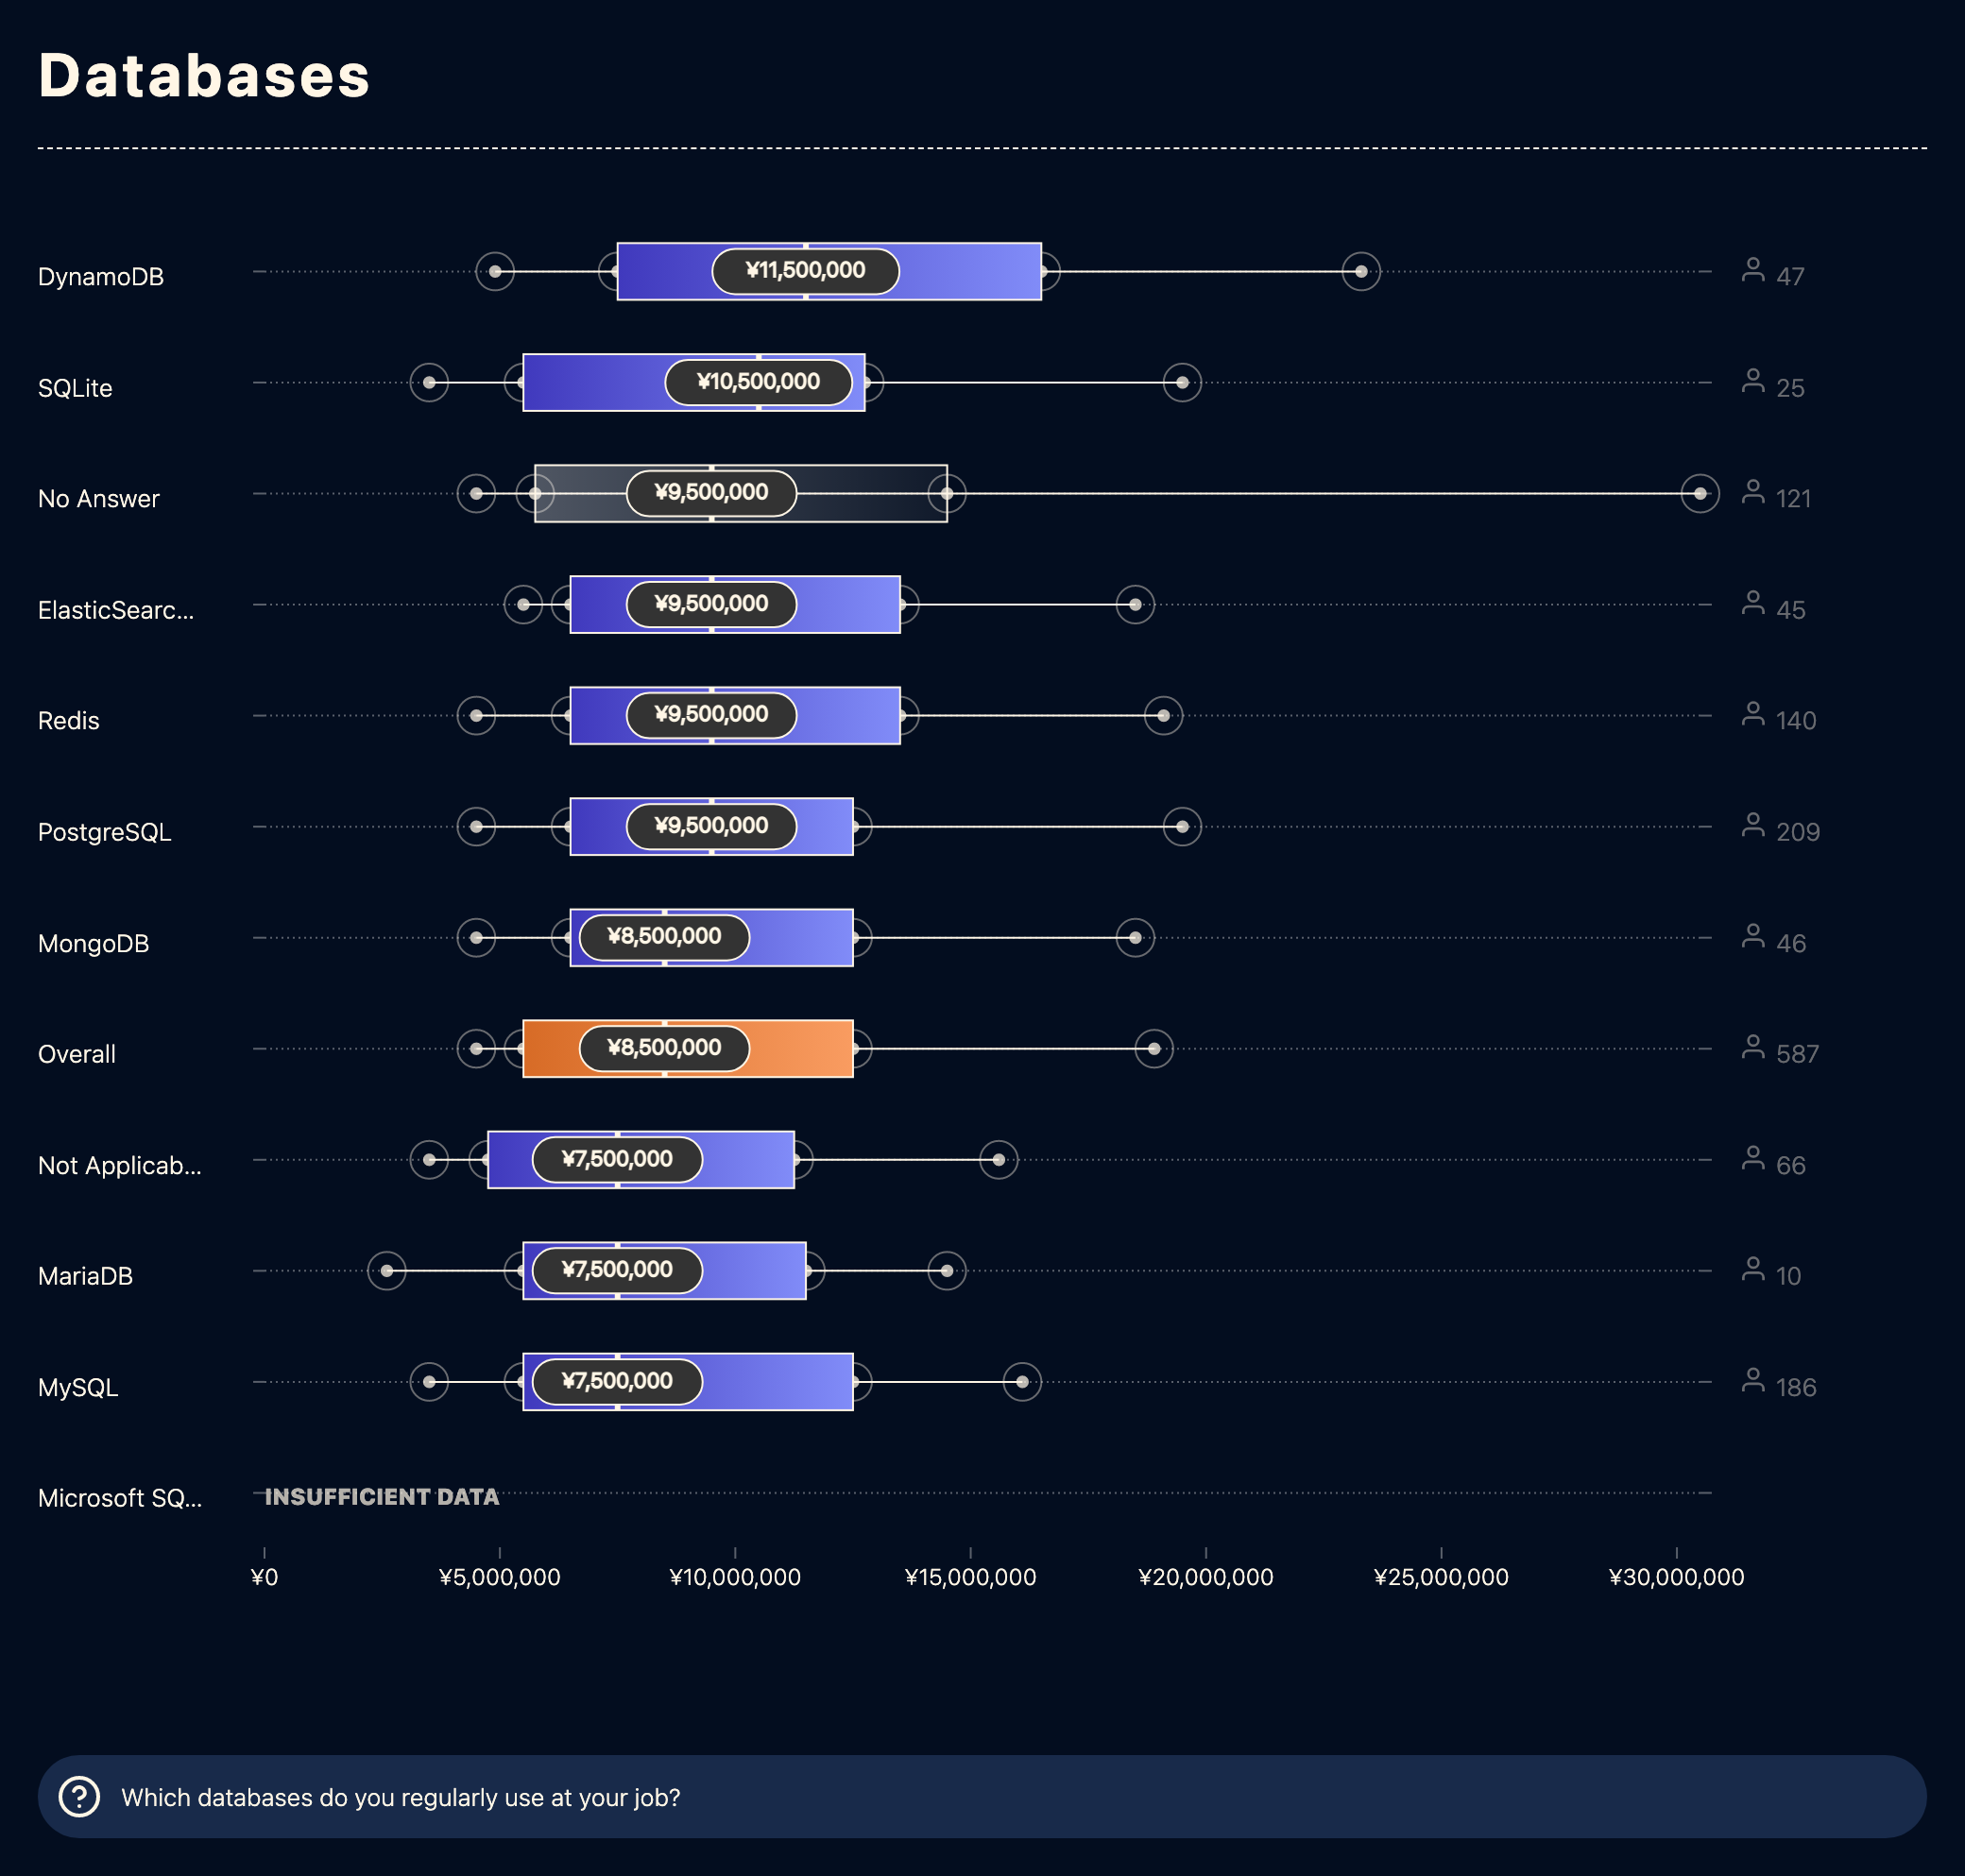 Databases
DynamoDB ¥11,500,000 47
SQLite ¥10,500,000 25
No Answer ¥9,500,000 121
ElasticSearc... ¥9,500,000 45
Redis ¥9,500,000 140
PostgreSQL ¥9,500,000 209
MongoDB ¥8,500,000 46
Overall ¥8,500,000 587
Not Applicab... ¥7,500,000 66
MariaDB ¥7,500,000 10
MySQL ¥7,500,000 186
Microsoft SQ... INSUFFICIENT DATA
¥0 ¥5,000,000 ¥10,000,000 ¥15,000,000 ¥20,000,000 ¥25,000,000 ¥30,000,000
? Which databases do you regularly use at your job?